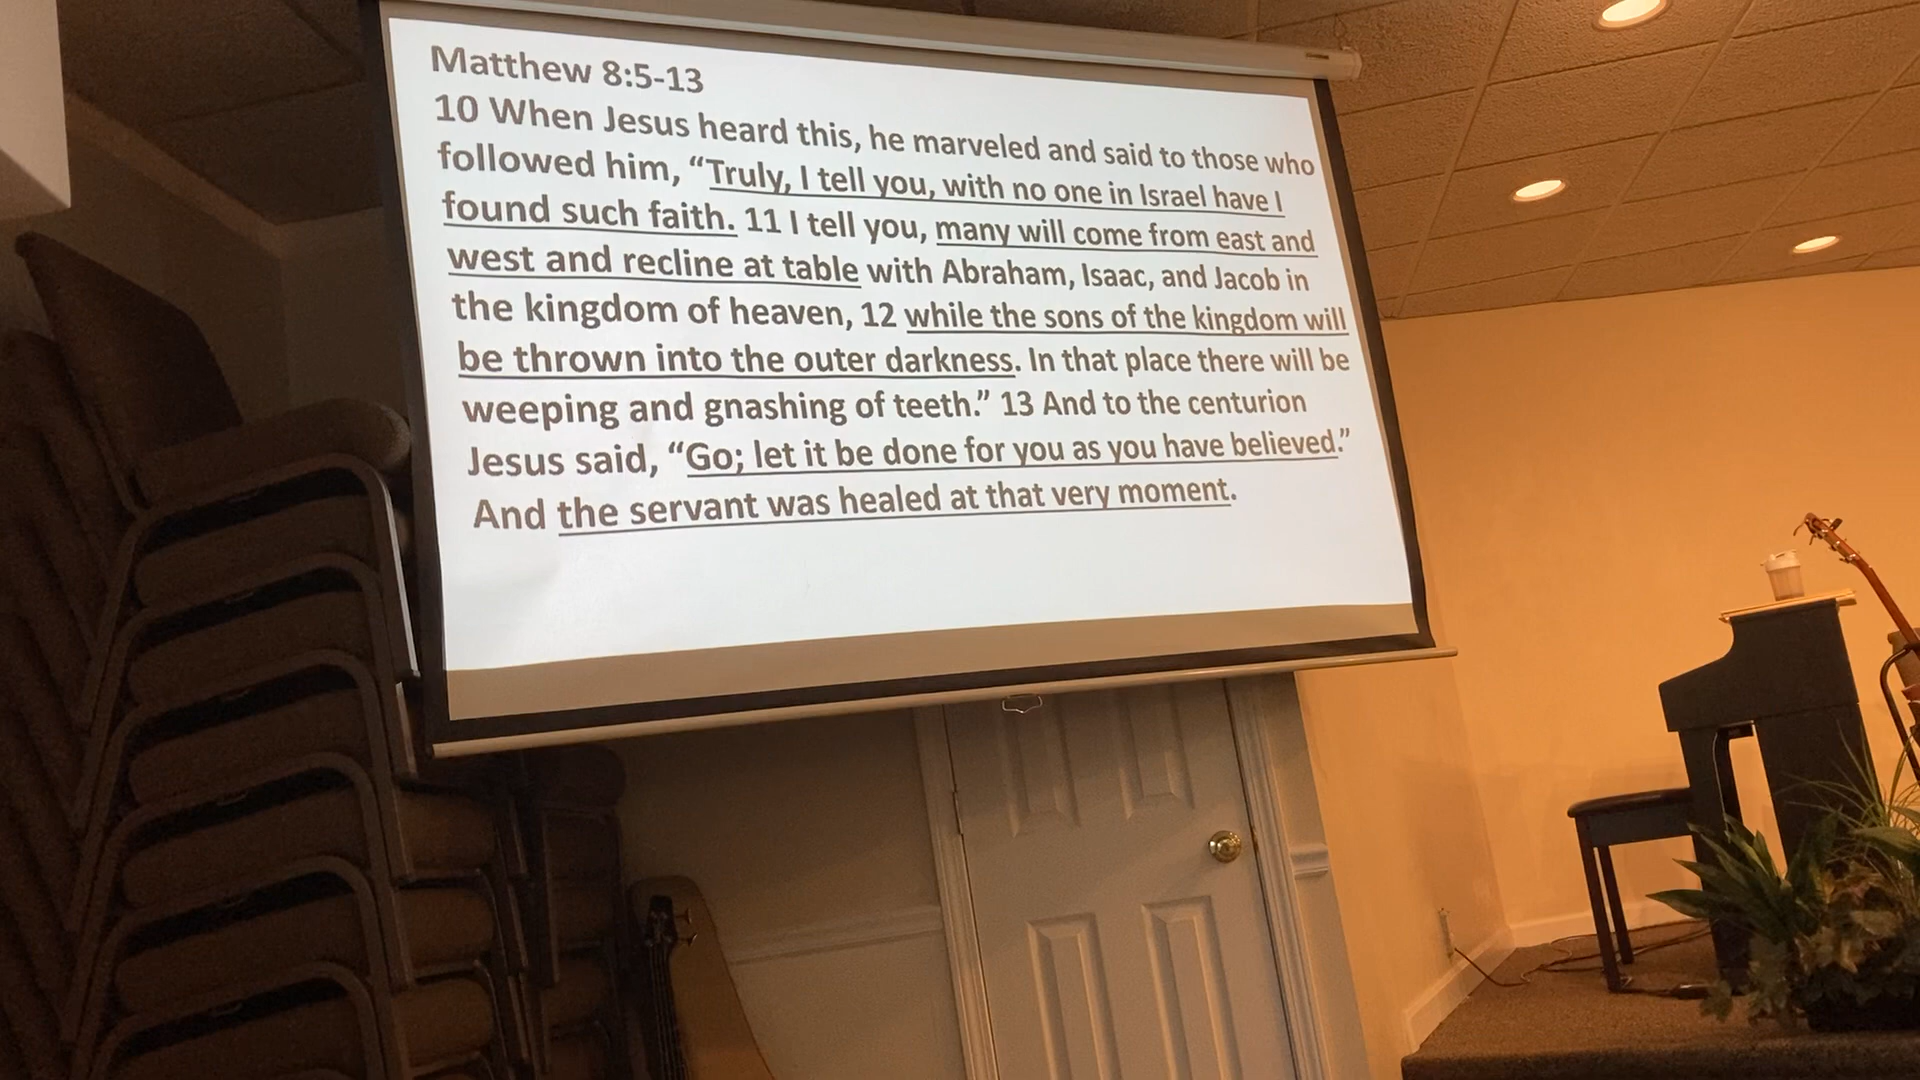 Matthew 8:5-13
10 When Jesus heard this, he marveled and said to those who
followed him, “Truly, I tell you, with no one in Israel have I
found such faith. 11 I tell you, many will come from east and
west and recline at table with Abraham, Isaac, and Jacob in
the kingdom of heaven, 12 while the sons of the kingdom will
be thrown into the outer darkness. In that place there will be
weeping and gnashing of teeth.” 13 And to the centurion
Jesus said, “Go; let it be done for you as you have believed.”
And the servant was healed at that very moment.